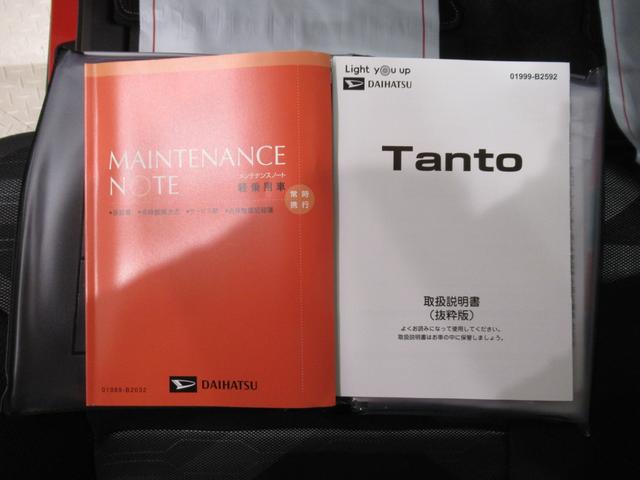 MAINTENANCE
NOTE
メンテナンスノート
軽乗用車
常時
携行
DAIHATSU
01999-B2032
Light you up
DAIHATSU
01999-B2592
Tanto
取扱説明書
（抜粋版）
よくお読みになって使用してください。
取扱説明書はお車の中に保管しましょう。